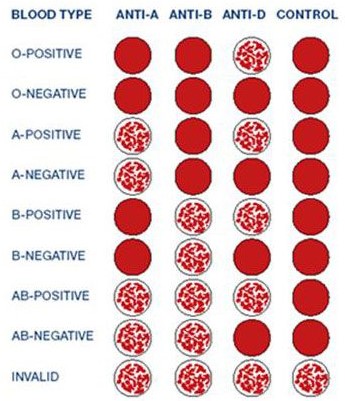 BLOOD TYPE ANTI-A ANTI-B ANTI-D CONTROL
O-POSITIVE
O-NEGATIVE
A-POSITIVE
A-NEGATIVE
B-POSITIVE
B-NEGATIVE
AB-POSITIVE
AB-NEGATIVE
INVALID